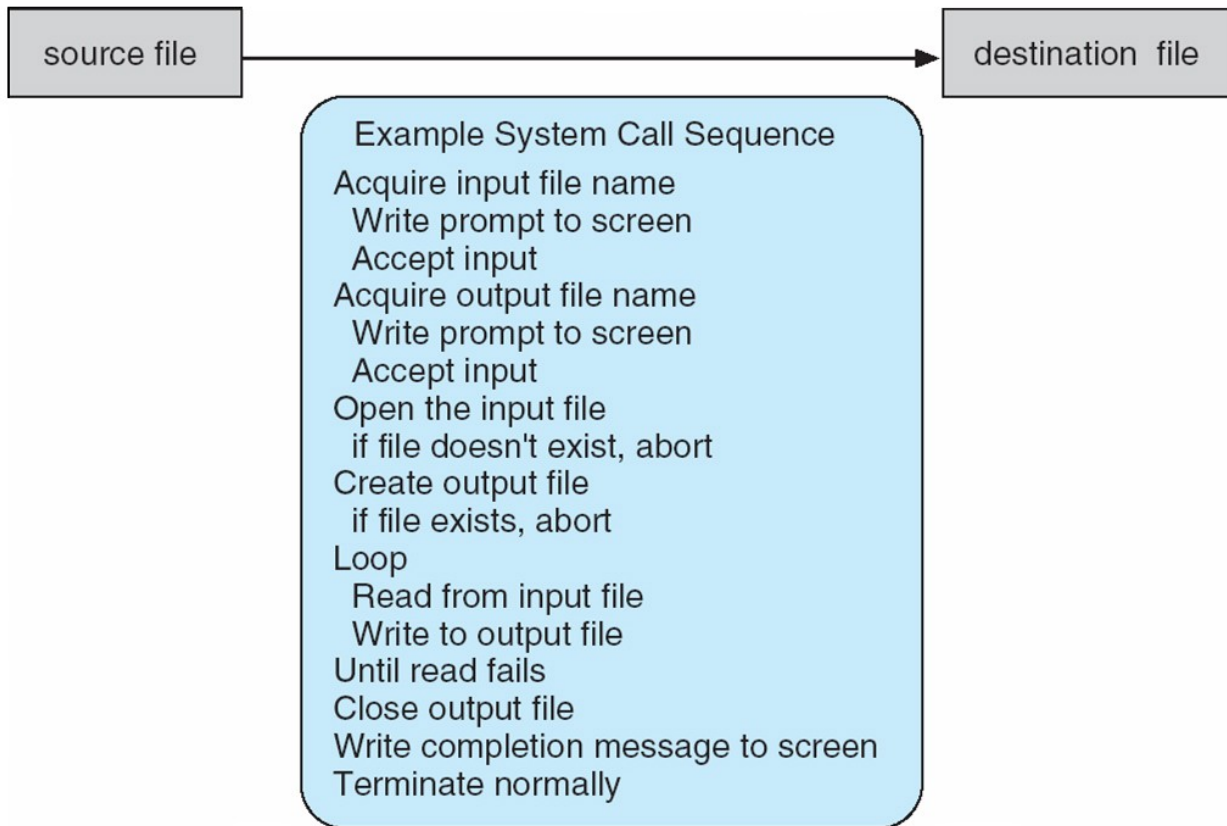 source file
destination file
Example System Call Sequence
Acquire input file name
Write prompt to screen
Accept input
Acquire output file name
Write prompt to screen
Accept input
Open the input file
if file doesn't exist, abort
Create output file
if file exists, abort
Loop
Read from input file
Write to output file
Until read fails
Close output file
Write completion message to screen
Terminate normally